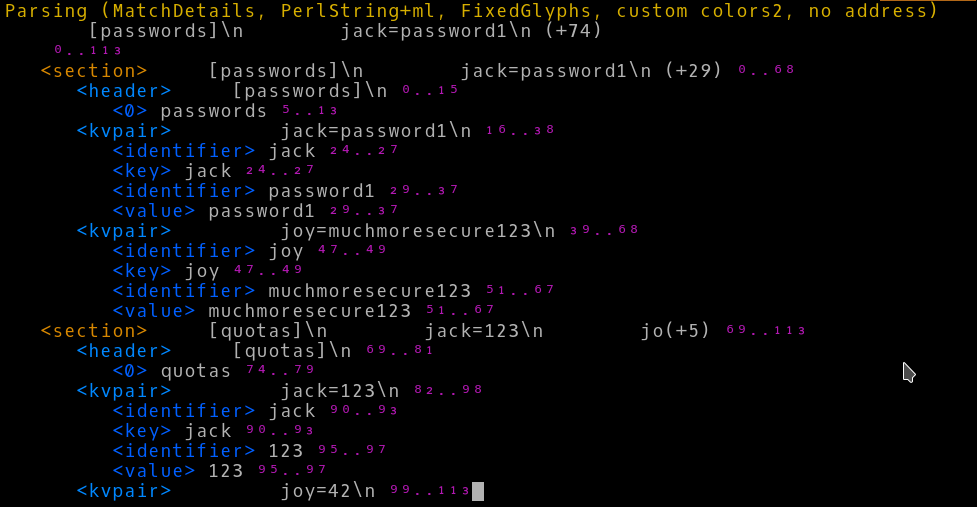 Parsing (MatchDetails, PerlString+ml, FixedGlyphs, custom colors2, no address)
[passwords]\n        jack=password1\n (+74)
⁰..¹¹³
<section>     [passwords]\n        jack=password1\n (+29) ⁰..⁶⁸
<header>     [passwords]\n ⁰..¹⁵
<0> passwords ⁵..¹³
<kvpair>         jack=password1\n ¹⁶..³⁸
<identifier> jack ²⁴..²⁷
<key> jack ²⁴..²⁷
<identifier> password1 ²⁹..³⁷
<value> password1 ²⁹..³⁷
<kvpair>         joy=muchmoresecure123\n ³⁹..⁶⁸
<identifier> joy ⁴⁷..⁴⁹
<key> joy ⁴⁷..⁴⁹
<identifier> muchmoresecure123 ⁵¹..⁶⁷
<value> muchmoresecure123 ⁵¹..⁶⁷
<section>     [quotas]\n        jack=123\n        jo(+5) ⁶⁹..¹¹³
<header>     [quotas]\n ⁶⁹..⁸¹
<0> quotas ⁷⁴..⁷⁹
<kvpair>         jack=123\n ⁸²..⁹⁸
<identifier> jack ⁹⁰..⁹³
<key> jack ⁹⁰..⁹³
<identifier> 123 ⁹⁵..⁹⁷
<value> 123 ⁹⁵..⁹⁷
<kvpair>         joy=42\n ⁹⁹..¹¹³